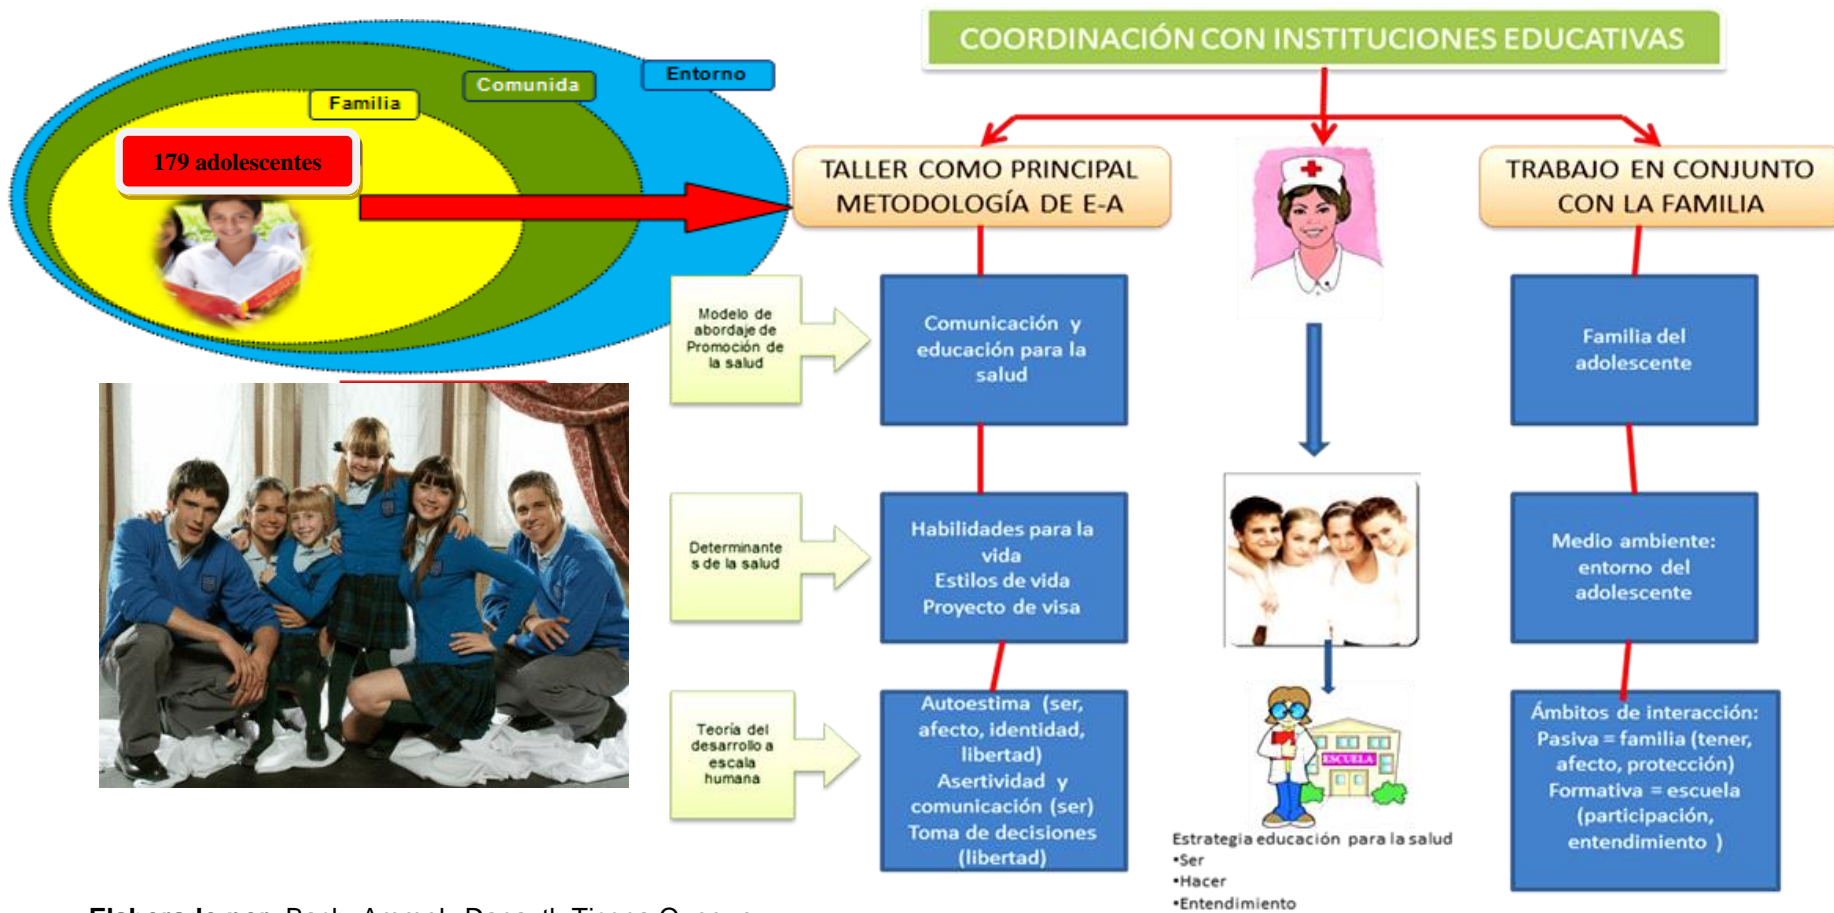 Entorno
Comunida
Familia
179 adolescentes
COORDINACIÓN CON INSTITUCIONES EDUCATIVAS
TALLER COMO PRINCIPAL
METODOLOGÍA DE E-A
TRABAJO EN CONJUNTO
CON LA FAMILIA
Modelo de
abordaje de
Promoción de
la salud
Comunicación y
educación para la
salud
Familia del
adolescente
Determinante
s de la salud
Habilidades para la
vida
Estilos de vida
Proyecto de visa
Medio ambiente:
entorno del
adolescente
Teoría del
desarrollo a
escala
humana
Autoestima (ser,
afecto, identidad,
libertad)
Asertividad y
comunicación (ser)
Toma de decisiones
(libertad)
ESCUELA
Estrategia educación para la salud
•Ser
•Hacer
•Entendimiento
Ámbitos de interacción:
Pasiva = familia (tener,
afecto, protección)
Formativa = escuela
(participación,
entendimiento )